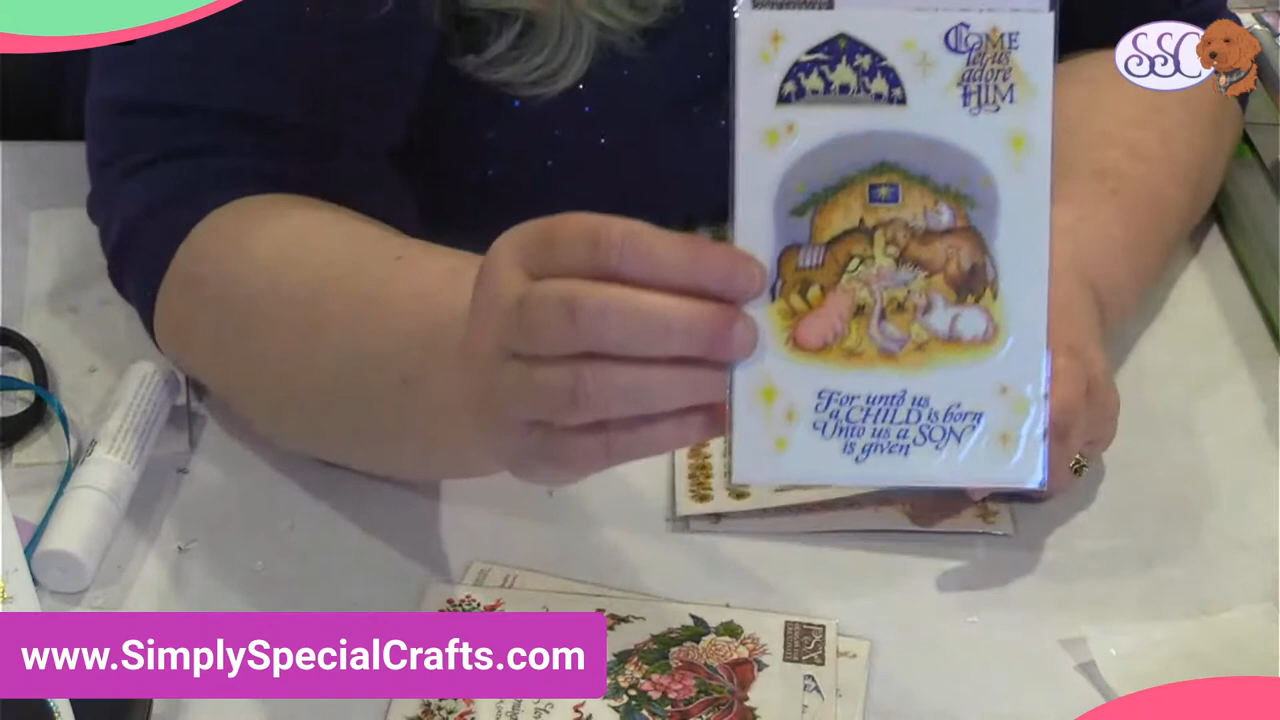 SSC
COME
let us
adore
HIM
For unto us
a CHILD is born
Unto us a SON
is given
PSX
www.SimplySpecialCrafts.com